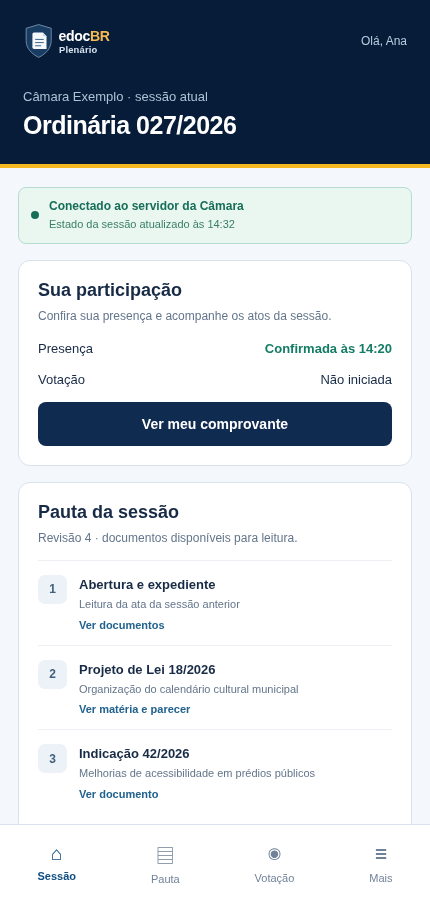 edocBR
Plenário
Olá, Ana
Câmara Exemplo · sessão atual
Ordinária 027/2026
Conectado ao servidor da Câmara
Estado da sessão atualizado às 14:32
Sua participação
Confira sua presença e acompanhe os atos da sessão.
Presença Confirmada às 14:20
Votação Não iniciada
Ver meu comprovante
Pauta da sessão
Revisão 4 · documentos disponíveis para leitura.
1 Abertura e expediente
Leitura da ata da sessão anterior
Ver documentos
2 Projeto de Lei 18/2026
Organização do calendário cultural municipal
Ver matéria e parecer
3 Indicação 42/2026
Melhorias de acessibilidade em prédios públicos
Ver documento
Sessão Pauta Votação Mais